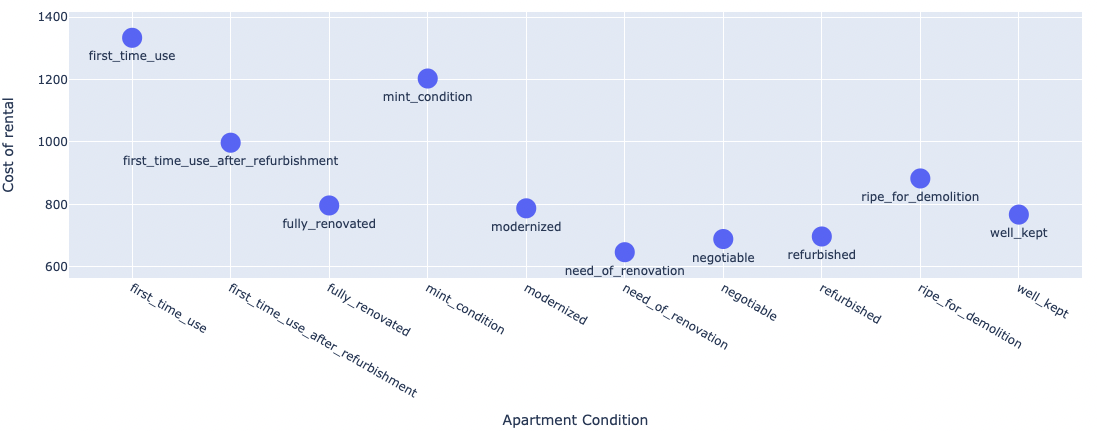 1400
1200
1000
800
600
Cost of rental
first_time_use
first_time_use_after_refurbishment
fully_renovated
mint_condition
modernized
need_of_renovation
negotiable
refurbished
ripe_for_demolition
well_kept
first_time_use
first_time_use_after_refurbishment
fully_renovated
mint_condition
modernized
need_of_renovation
negotiable
refurbished
ripe_for_demolition
well_kept
Apartment Condition